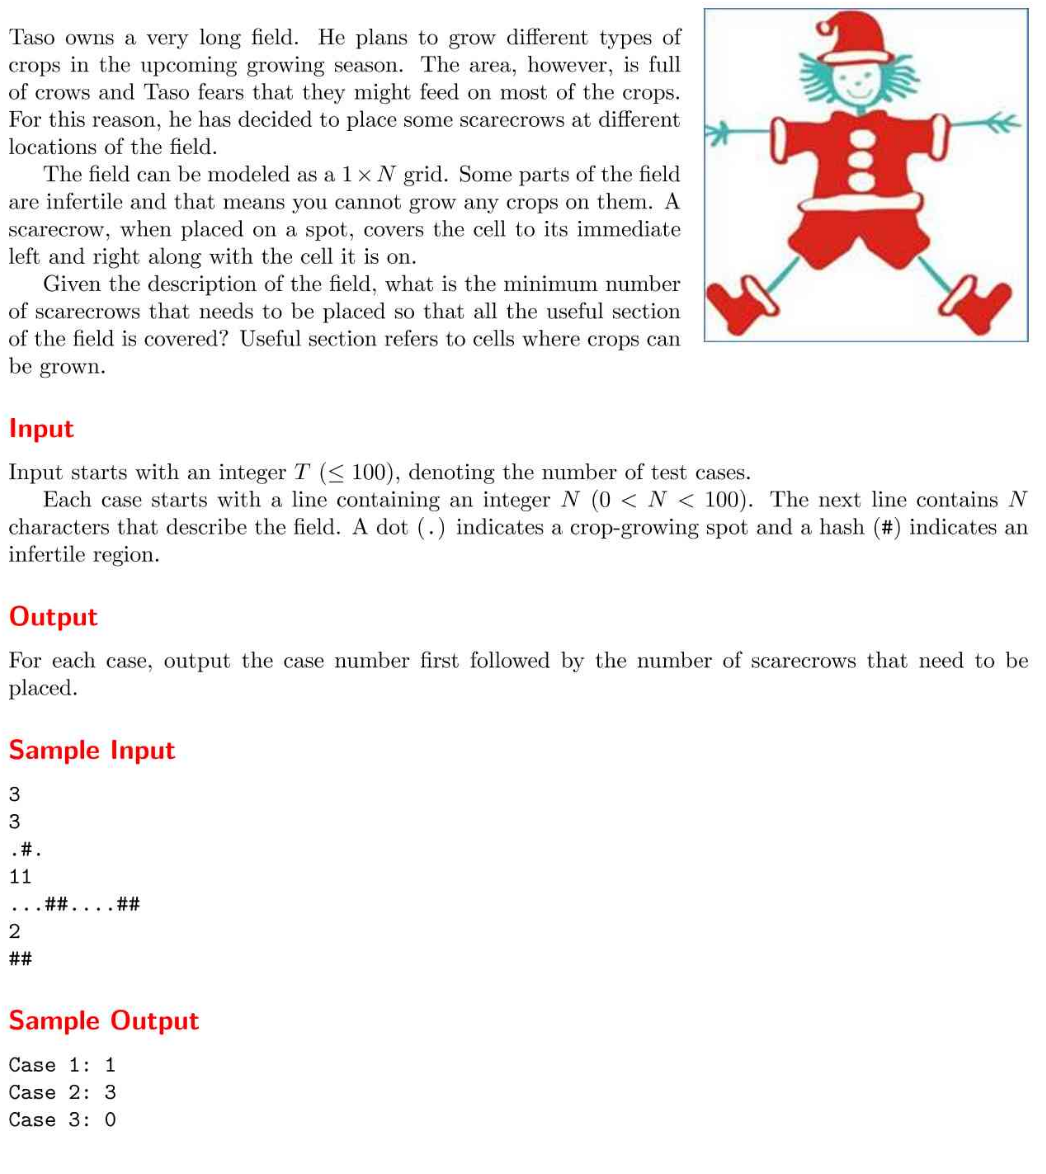 Taso owns a very long field. He plans to grow different types of
crops in the upcoming growing season. The area, however, is full
of crows and Taso fears that they might feed on most of the crops.
For this reason, he has decided to place some scarecrows at different
locations of the field.
The field can be modeled as a 1 × N grid. Some parts of the field
are infertile and that means you cannot grow any crops on them. A
scarecrow, when placed on a spot, covers the cell to its immediate
left and right along with the cell it is on.
Given the description of the field, what is the minimum number
of scarecrows that needs to be placed so that all the useful section
of the field is covered? Useful section refers to cells where crops can
be grown.
Input
Input starts with an integer T (≤ 100), denoting the number of test cases.
Each case starts with a line containing an integer N (0 < N < 100). The next line contains N
characters that describe the field. A dot (.) indicates a crop-growing spot and a hash (#) indicates an
infertile region.
Output
For each case, output the case number first followed by the number of scarecrows that need to be
placed.
Sample Input
3
3
.#.
11
...##....##
2
##
Sample Output
Case 1: 1
Case 2: 3
Case 3: 0